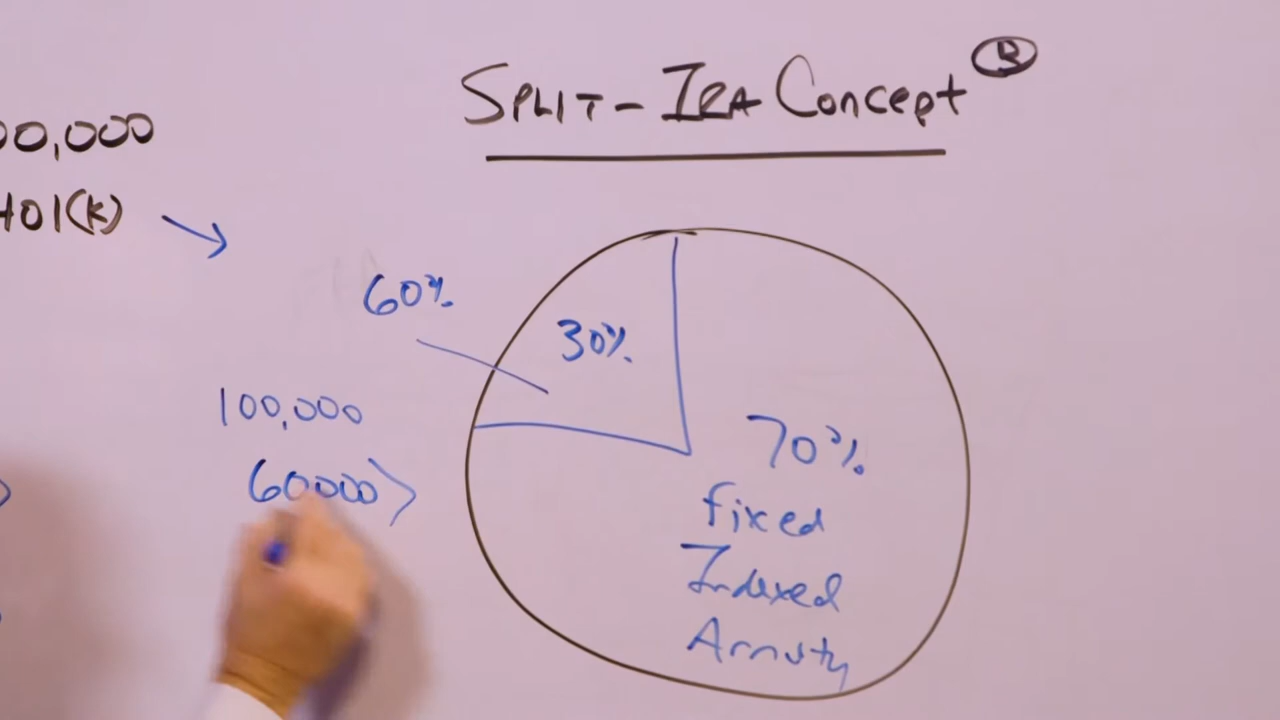 SPLIT-IRA Concept ®
00,000
401(k)
60%
30%
100,000
60000
70%
fixed
Indexed
Annuity